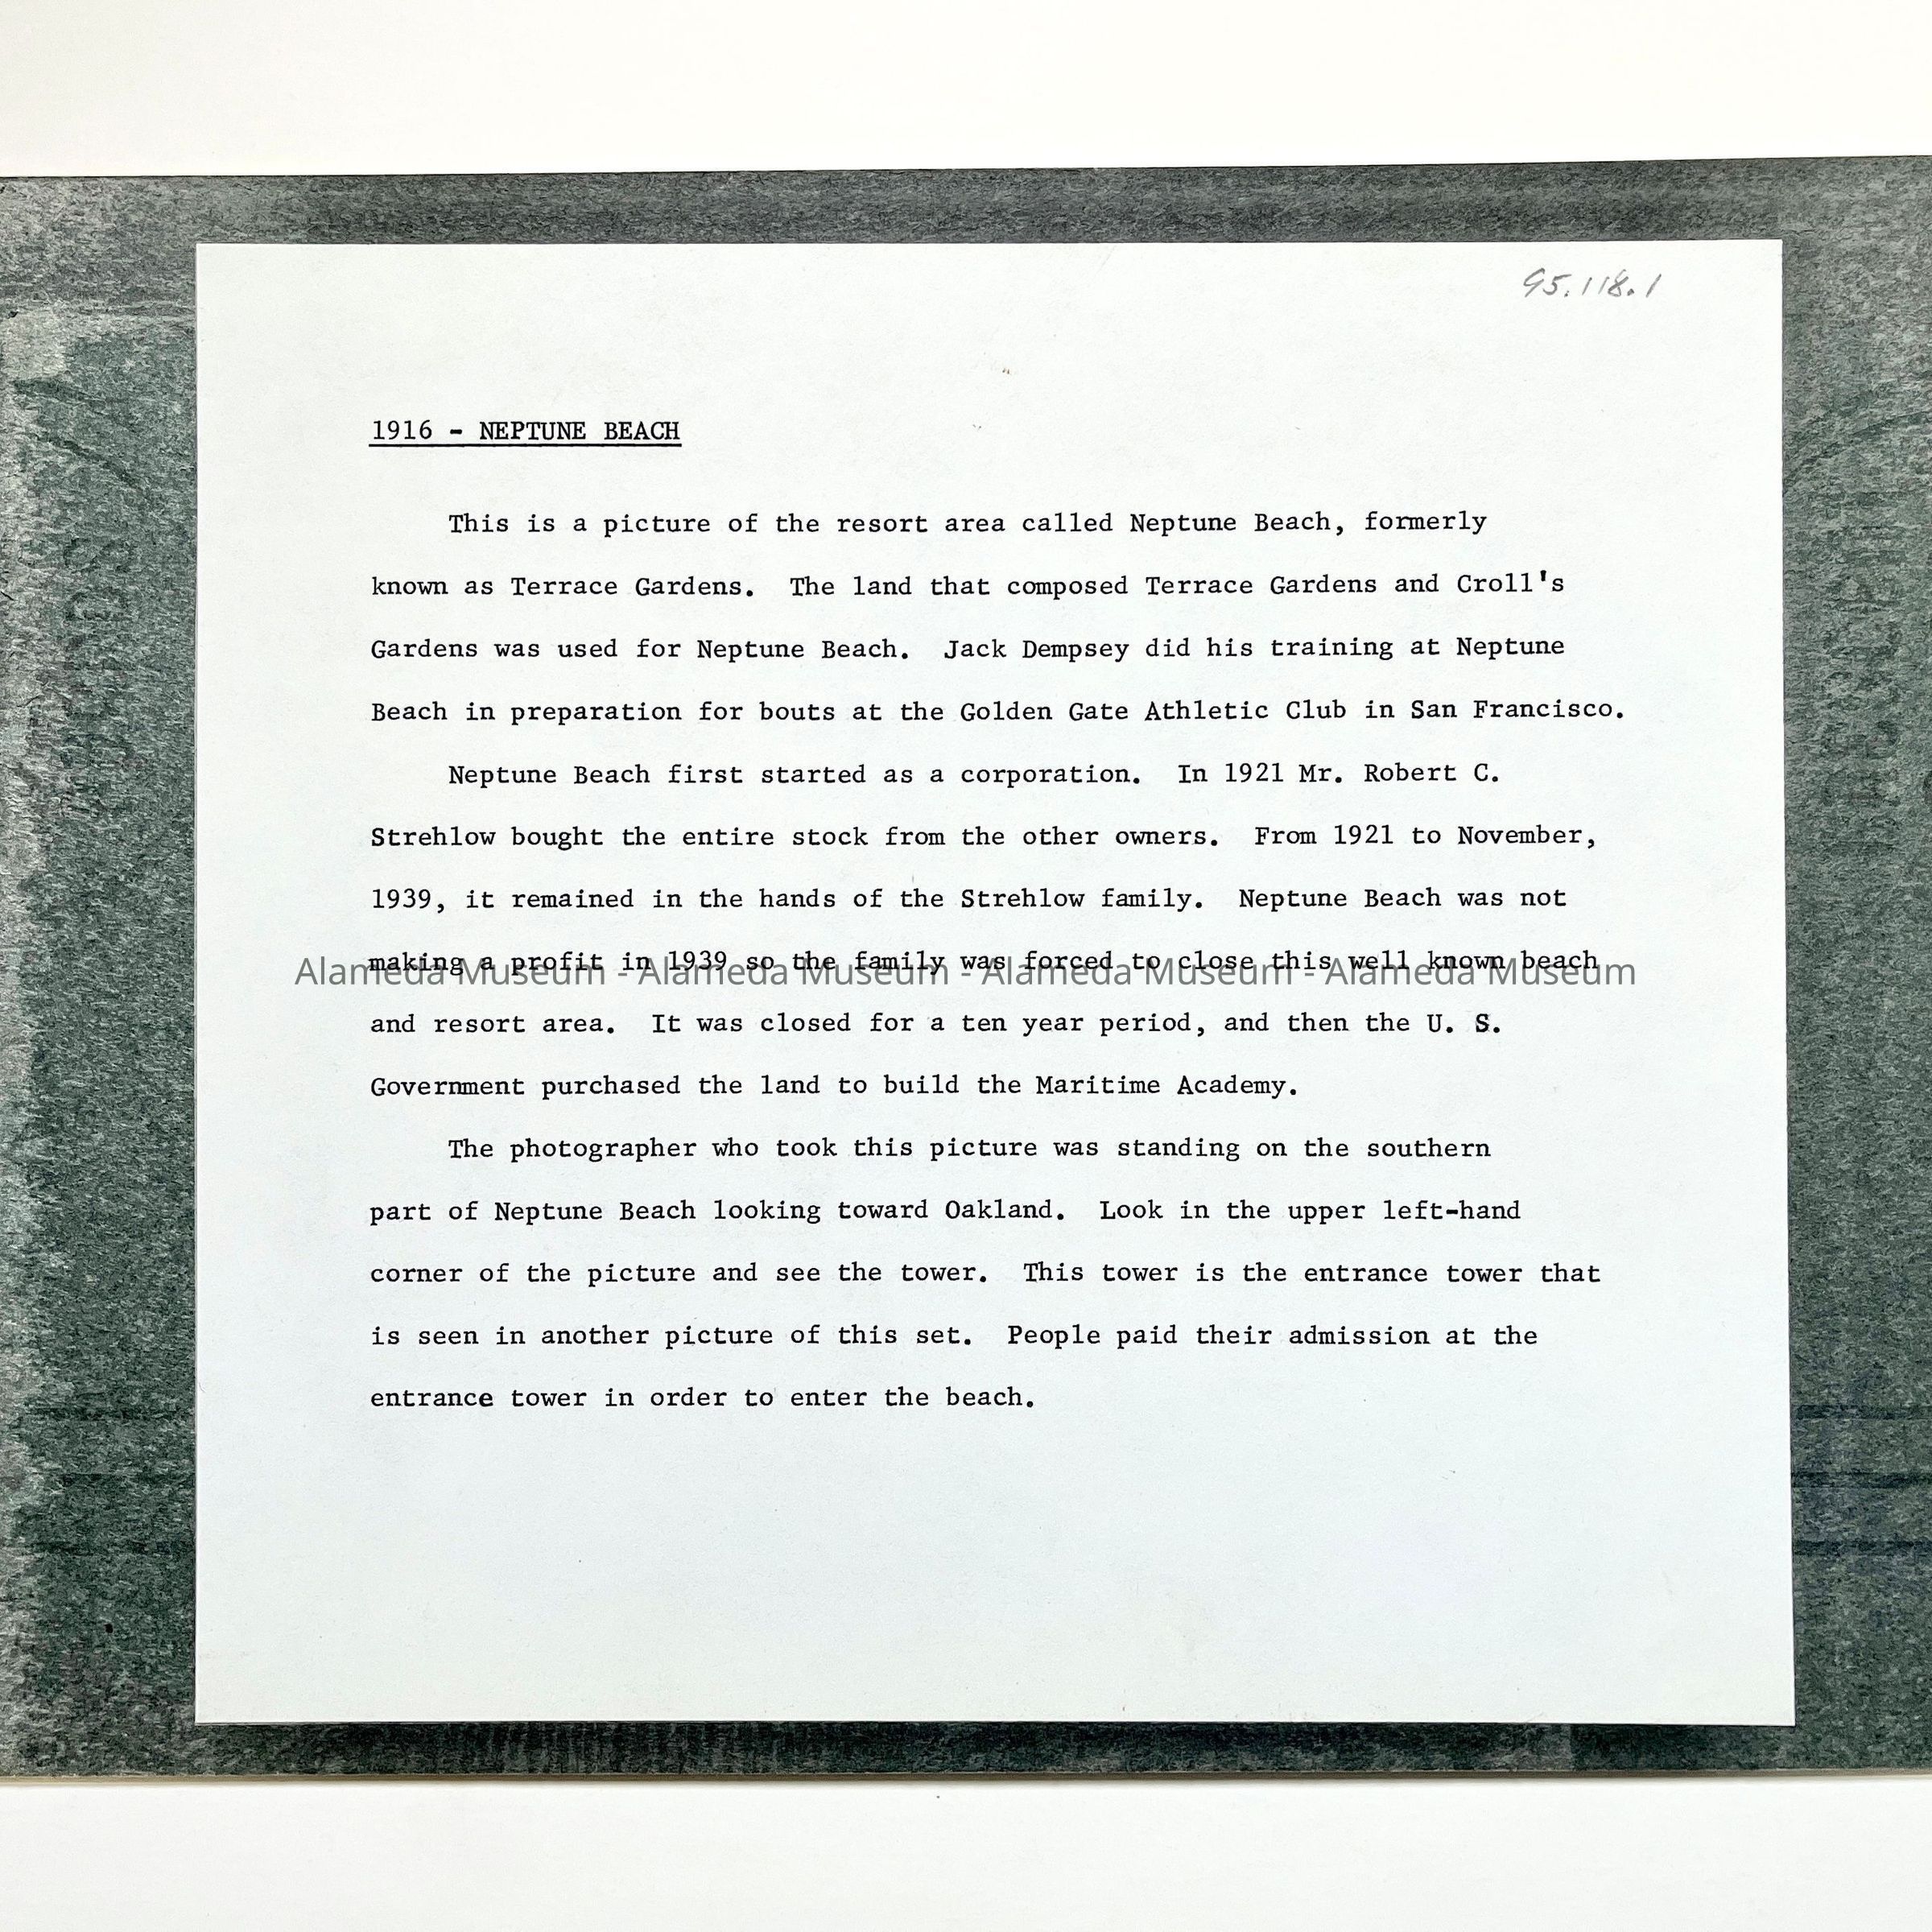 95.118.1
1916 - NEPTUNE BEACH
This is a picture of the resort area called Neptune Beach, formerly
known as Terrace Gardens. The land that composed Terrace Gardens and Croll's
Gardens was used for Neptune Beach. Jack Dempsey did his training at Neptune
Beach in preparation for bouts at the Golden Gate Athletic Club in San Francisco.
Neptune Beach first started as a corporation. In 1921 Mr. Robert C.
Strehlow bought the entire stock from the other owners. From 1921 to November,
1939, it remained in the hands of the Strehlow family. Neptune Beach was not
making a profit in 1939 so the family was forced to close this well known beach
Alameda Museum - Alameda Museum - Alameda Museum - Alameda Museum
and resort area. It was closed for a ten year period, and then the U. S.
Government purchased the land to build the Maritime Academy.
The photographer who took this picture was standing on the southern
part of Neptune Beach looking toward Oakland. Look in the upper left-hand
corner of the picture and see the tower. This tower is the entrance tower that
is seen in another picture of this set. People paid their admission at the
entrance tower in order to enter the beach.